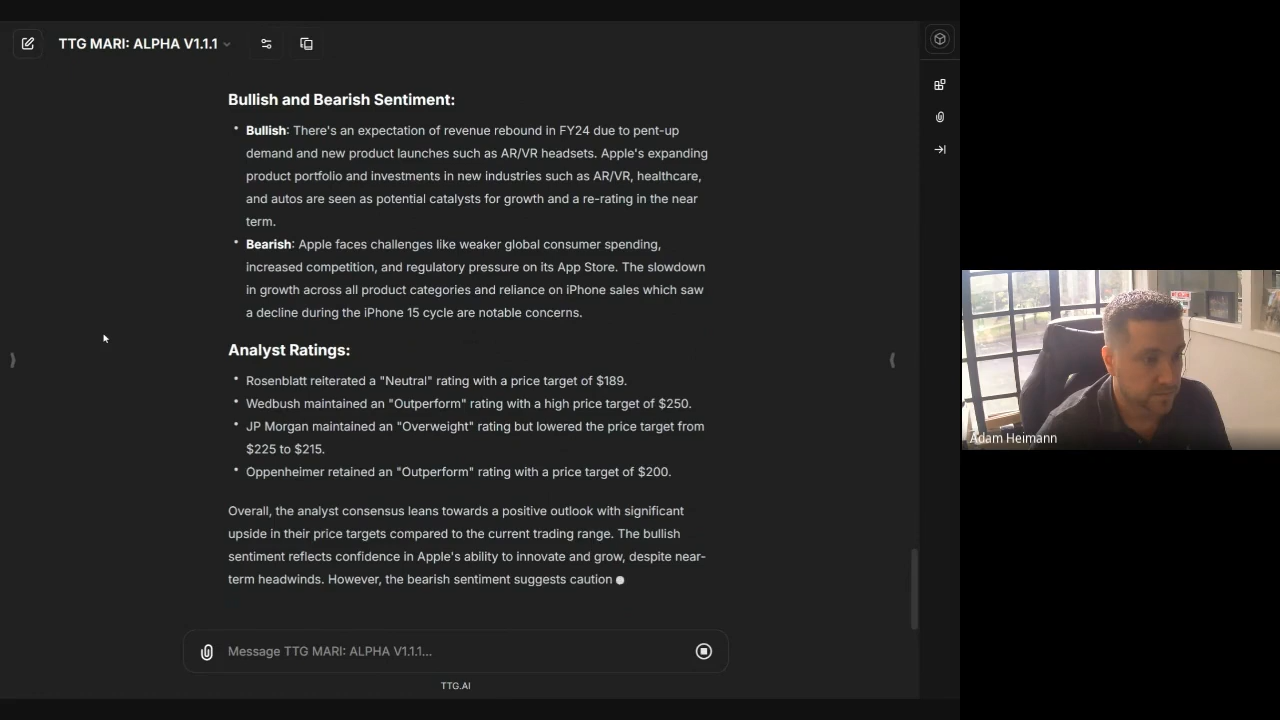 TTG MARI: ALPHA V1.1.1
Bullish and Bearish Sentiment:
• Bullish: There's an expectation of revenue rebound in FY24 due to pent-up
demand and new product launches such as AR/VR headsets. Apple's expanding
product portfolio and investments in new industries such as AR/VR, healthcare,
and autos are seen as potential catalysts for growth and a re-rating in the near
term.
• Bearish: Apple faces challenges like weaker global consumer spending,
increased competition, and regulatory pressure on its App Store. The slowdown
in growth across all product categories and reliance on iPhone sales which saw
a decline during the iPhone 15 cycle are notable concerns.
Analyst Ratings:
• Rosenblatt reiterated a "Neutral" rating with a price target of $189.
• Wedbush maintained an "Outperform" rating with a high price target of $250.
• JP Morgan maintained an "Overweight" rating but lowered the price target from
$225 to $215.
• Oppenheimer retained an "Outperform" rating with a price target of $200.
Overall, the analyst consensus leans towards a positive outlook with significant
upside in their price targets compared to the current trading range. The bullish
sentiment reflects confidence in Apple's ability to innovate and grow, despite near-
term headwinds. However, the bearish sentiment suggests caution
Message TTG MARI: ALPHA V1.1.1...
TTG.AI
Adam Heimann